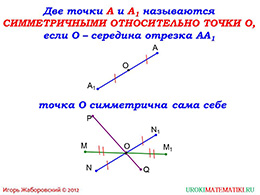 Две точки А и А₁ называются
СИММЕТРИЧНЫМИ ОТНОСИТЕЛЬНО ТОЧКИ О,
если О – середина отрезка АА₁
А
О
А₁
точка О симметрична сама себе
Р
N₁
М
О
М₁
N
Q
Игорь Жаборовский © 2012
UROKIMATEMATIKI.RU